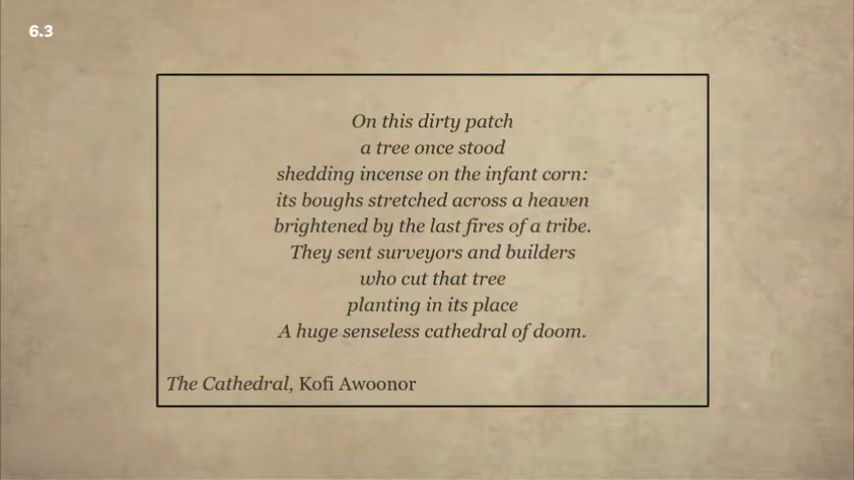 6.3
On this dirty patch
a tree once stood
shedding incense on the infant corn:
its boughs stretched across a heaven
brightened by the last fires of a tribe.
They sent surveyors and builders
who cut that tree
planting in its place
A huge senseless cathedral of doom.
The Cathedral, Kofi Awoonor